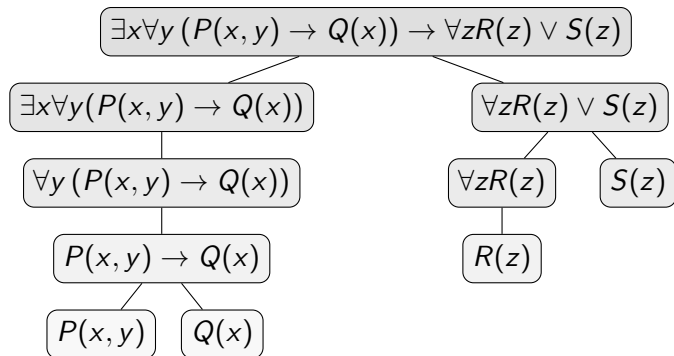 ∃x∀y (P(x, y) → Q(x)) → ∀zR(z) ∨ S(z)
∃x∀y(P(x, y) → Q(x))
∀zR(z) ∨ S(z)
∀y (P(x, y) → Q(x))
∀zR(z)
S(z)
P(x, y) → Q(x)
R(z)
P(x, y)
Q(x)